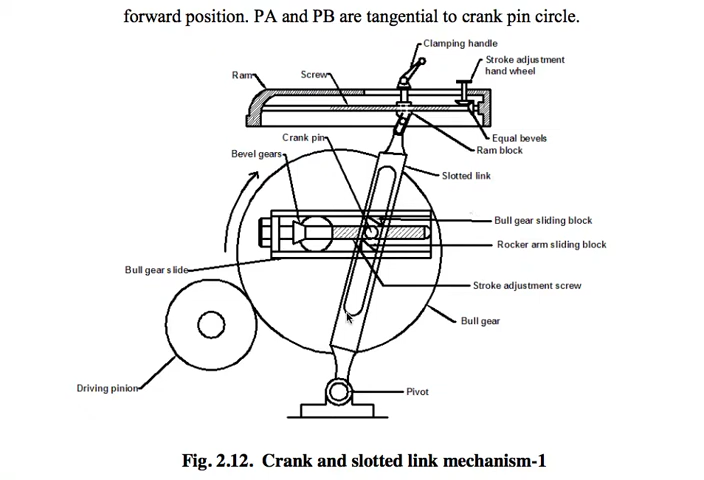 forward position. PA and PB are tangential to crank pin circle.
Clamping handle
Stroke adjustment
hand wheel
Ram
Screw
Equal bevels
Crank pin
Ram block
Bevel gears
Slotted link
Bull gear sliding block
Rocker arm sliding block
Bull gear slide
Stroke adjustment screw
Bull gear
Driving pinion
Pivot
Fig. 2.12. Crank and slotted link mechanism-1